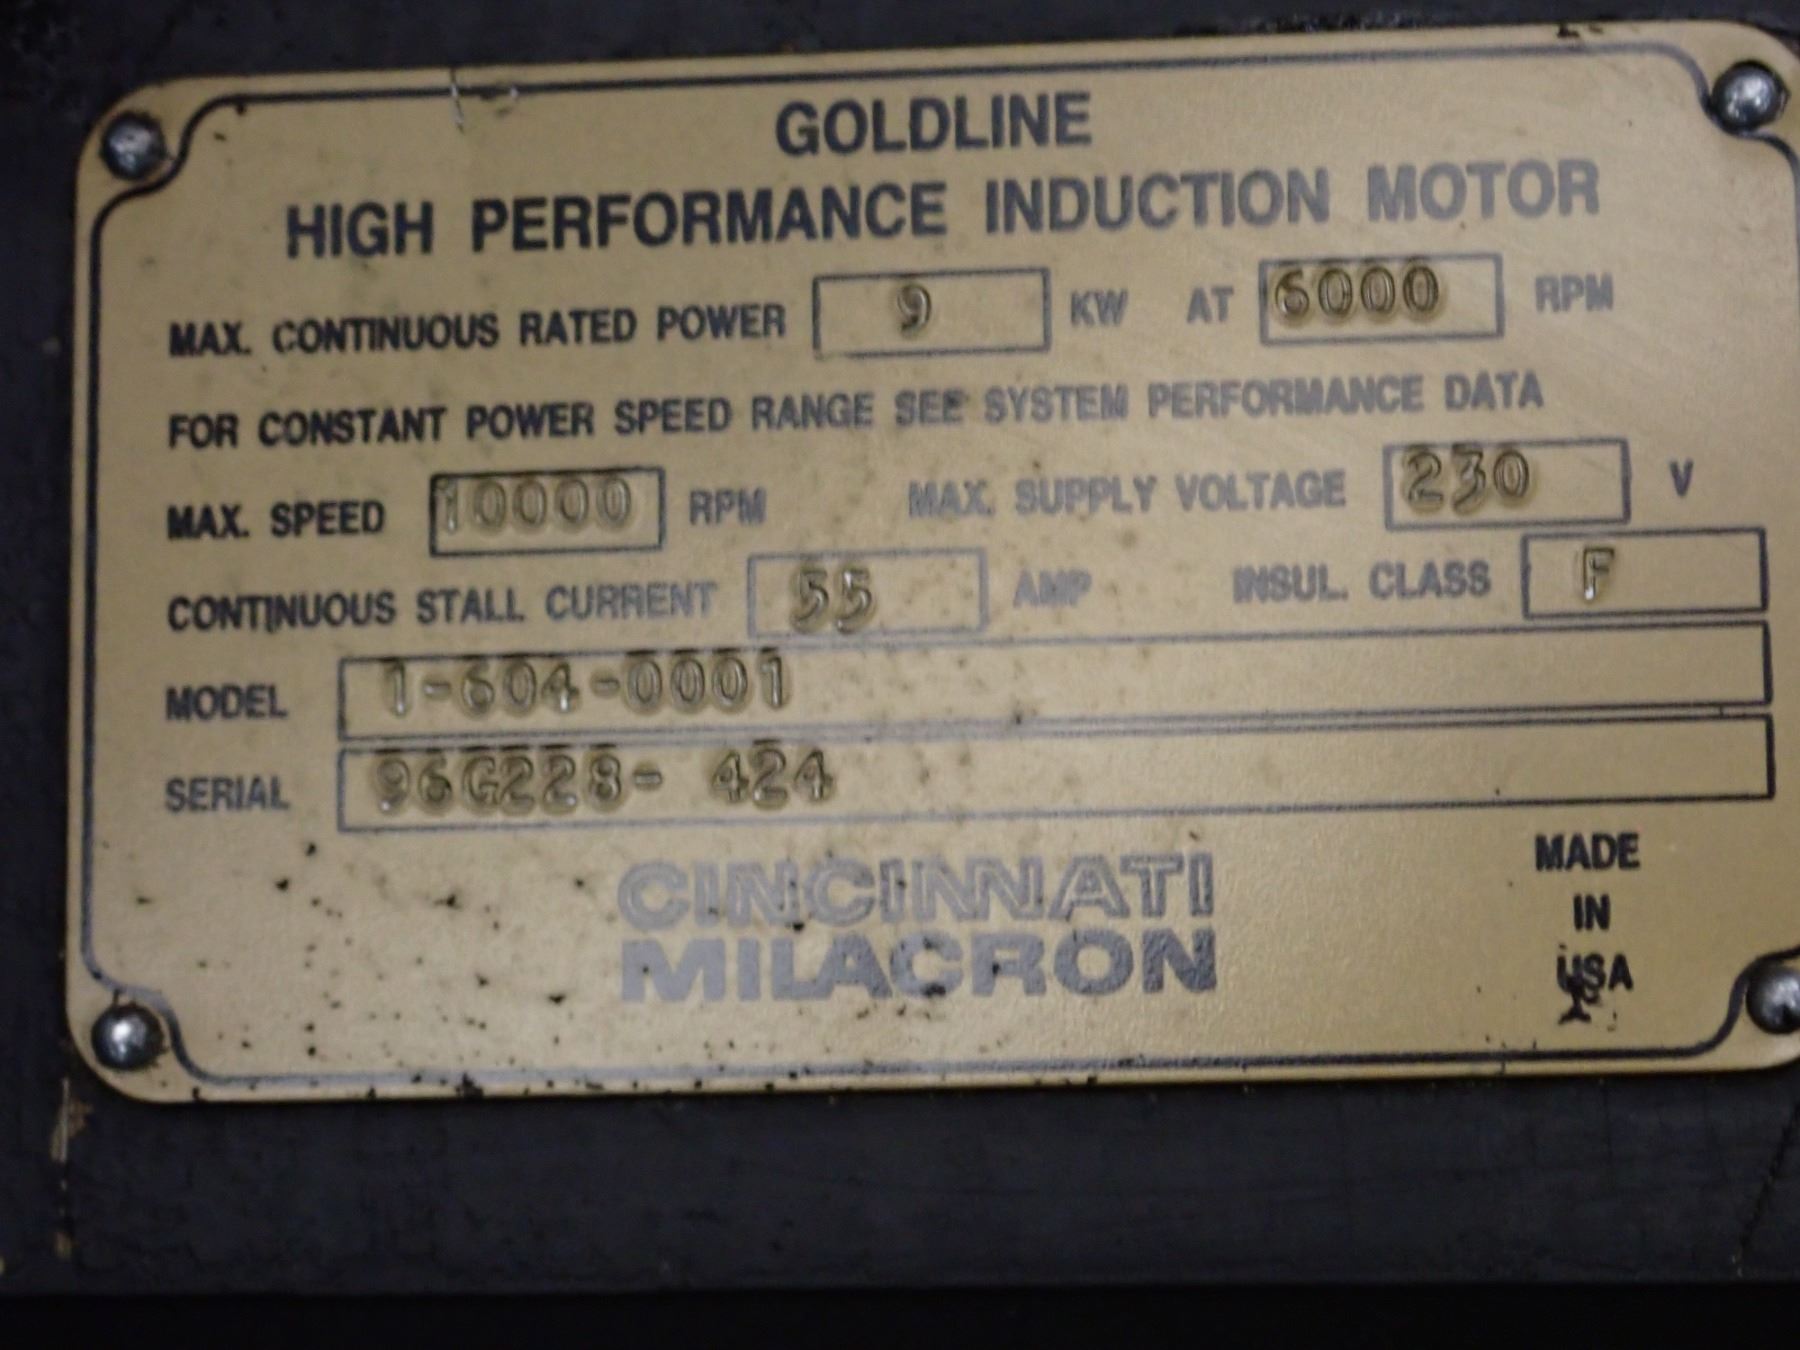 GOLDLINE
HIGH PERFORMANCE INDUCTION MOTOR
MAX. CONTINUOUS RATED POWER 9 KW AT 6000 RPM
FOR CONSTANT POWER SPEED RANGE SEE SYSTEM PERFORMANCE DATA
MAX. SPEED 10000 RPM MAX. SUPPLY VOLTAGE 230 V
CONTINUOUS STALL CURRENT 55 AMP INSUL. CLASS F
MODEL 1-604-0001
SERIAL 96G228- 424
CINCINNATI
MILACRON
MADE
IN
USA